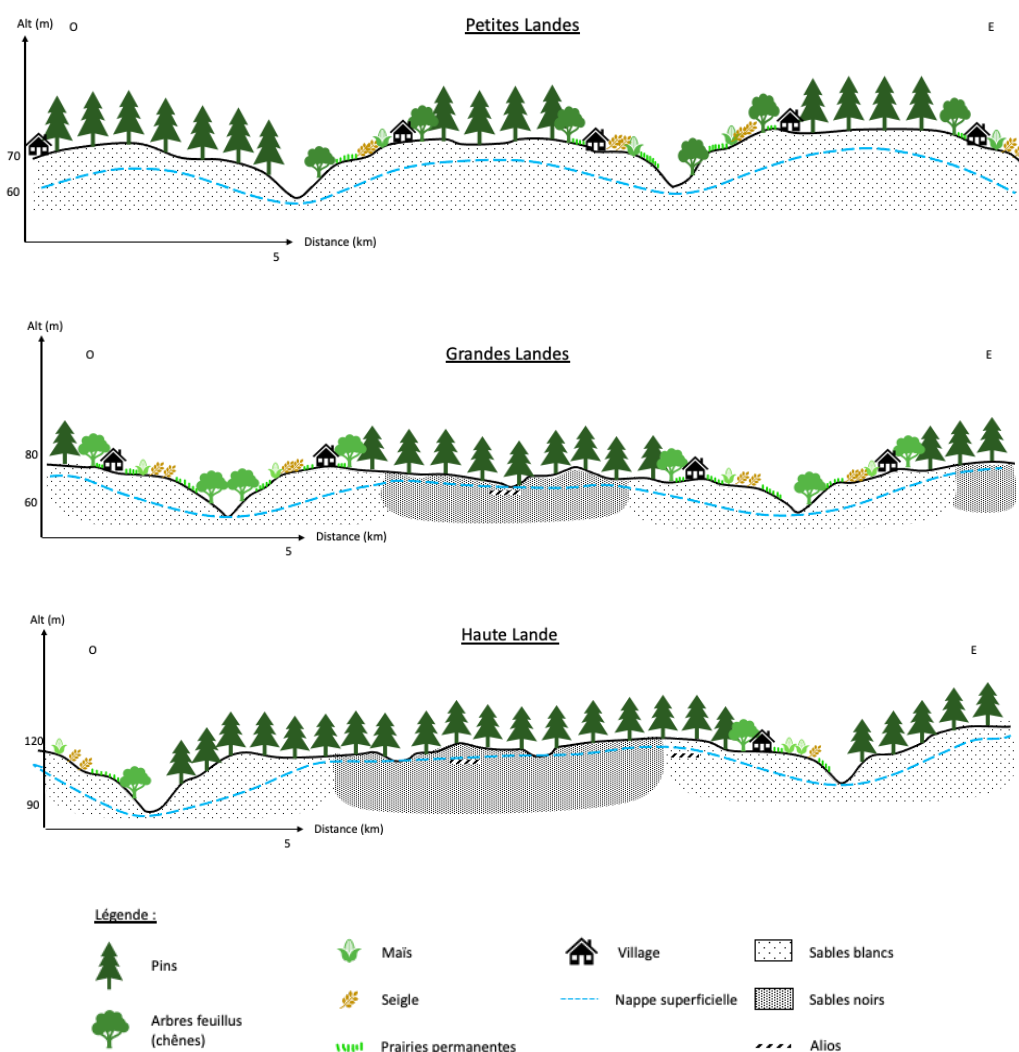 Petites Landes
Alt (m)
O
E
70
60
Distance (km)
5
Alt (m)
Grandes Landes
O
E
80
60
Distance (km)
5
Alt (m)
Haute Lande
O
E
120
90
Distance (km)
5
Légende :
Pins
Maïs
Village
Sables blancs
Arbres feuillus
(chênes)
Seigle
Nappe superficielle
Sables noirs
Prairies permanentes
Alios